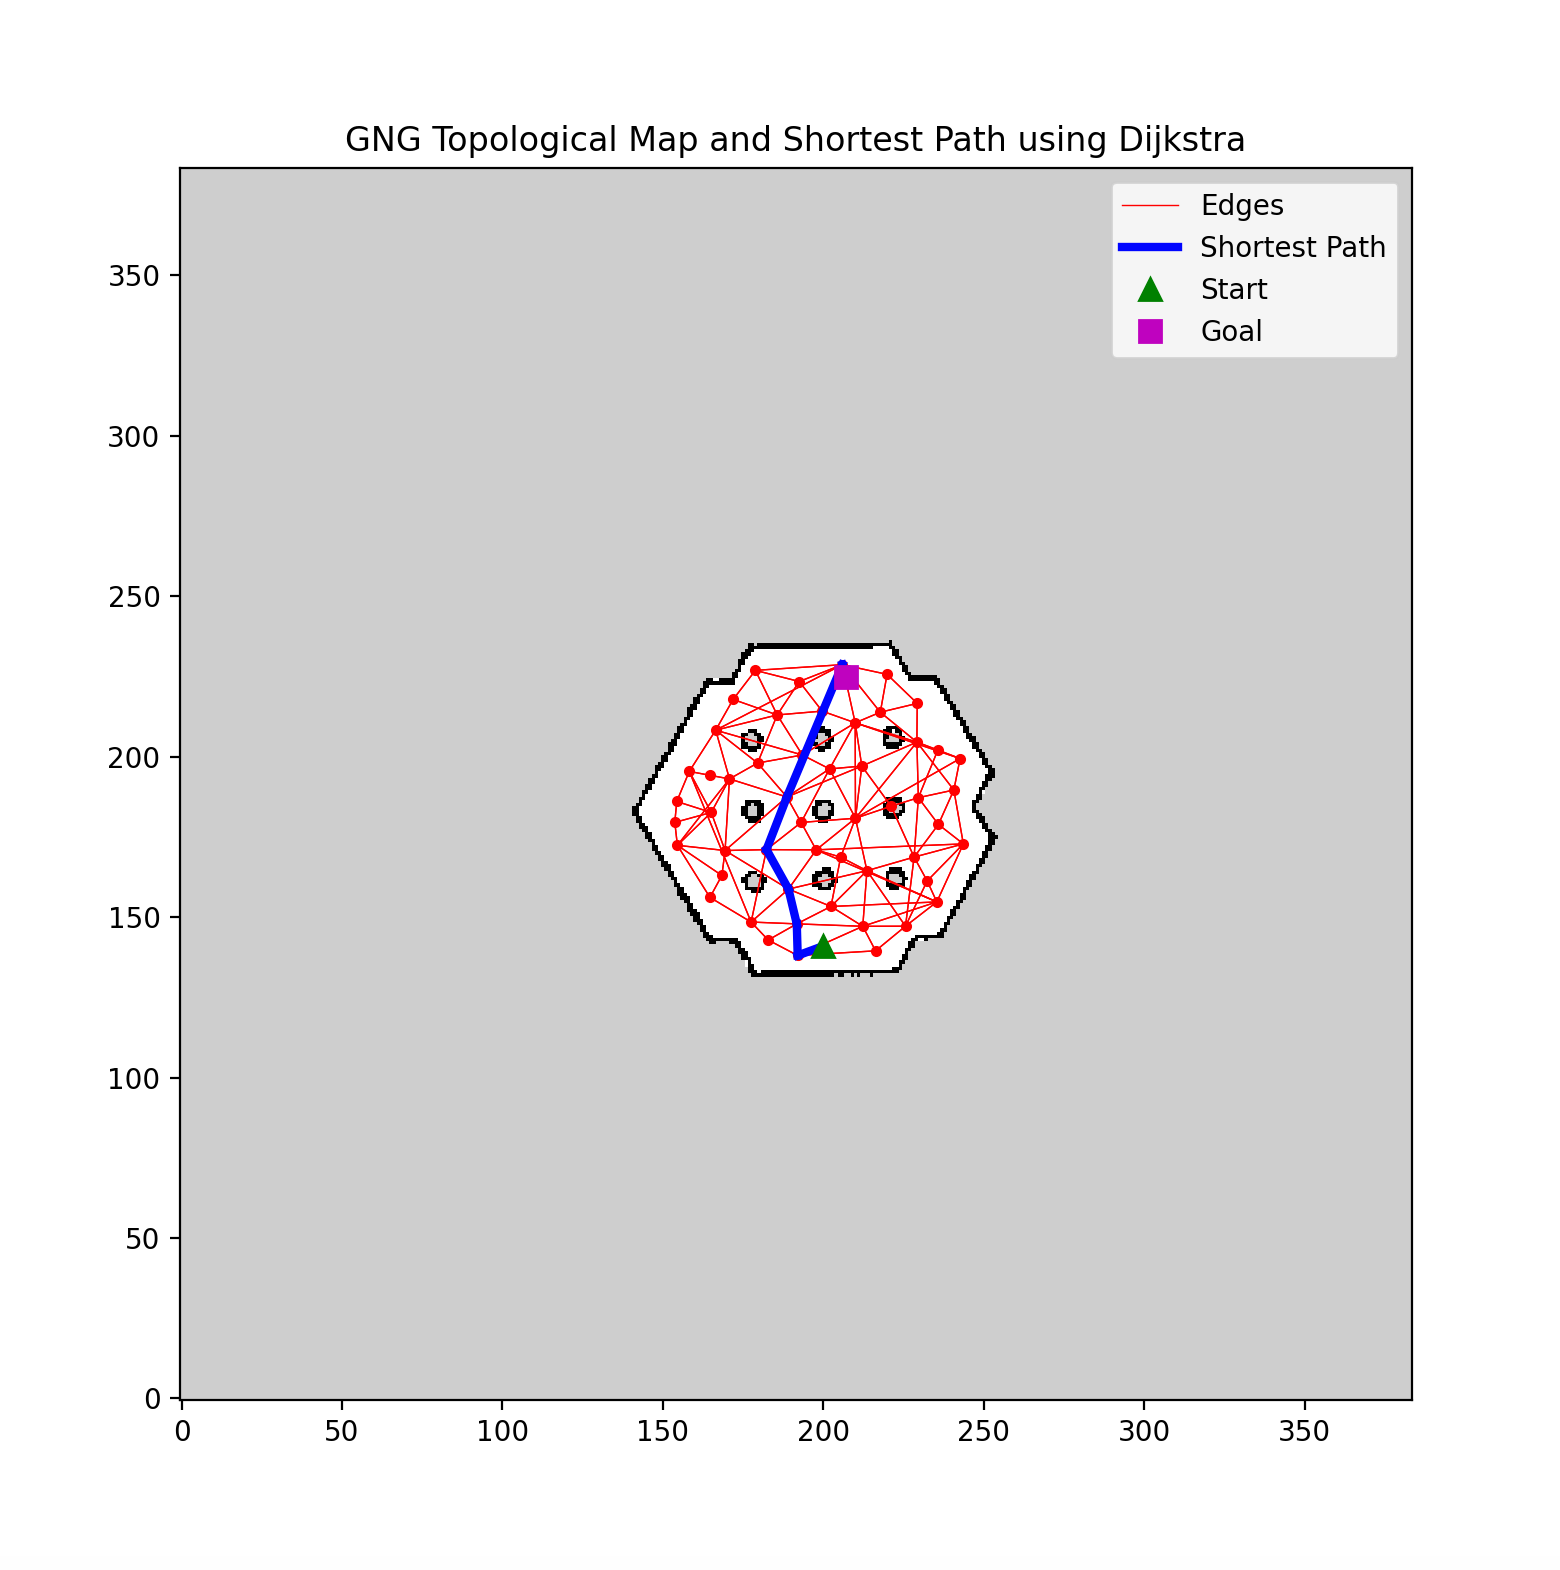 GNG Topological Map and Shortest Path using Dijkstra
Edges
Shortest Path
Start
Goal
350
300
250
200
150
100
50
0
0 50 100 150 200 250 300 350